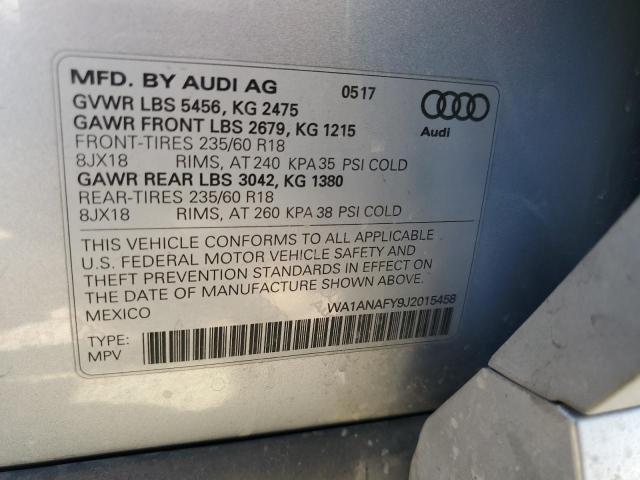 MFD. BY AUDI AG 0517
GVWR LBS 5456, KG 2475
GAWR FRONT LBS 2679, KG 1215
Audi
FRONT-TIRES 235/60 R18
8JX18 RIMS, AT 240 KPA 35 PSI COLD
GAWR REAR LBS 3042, KG 1380
REAR-TIRES 235/60 R18
8JX18 RIMS, AT 260 KPA 38 PSI COLD
THIS VEHICLE CONFORMS TO ALL APPLICABLE
U.S. FEDERAL MOTOR VEHICLE SAFETY AND
THEFT PREVENTION STANDARDS IN EFFECT ON
THE DATE OF MANUFACTURE SHOWN ABOVE.
MEXICO WA1ANAFY9J2015458
TYPE:
MPV